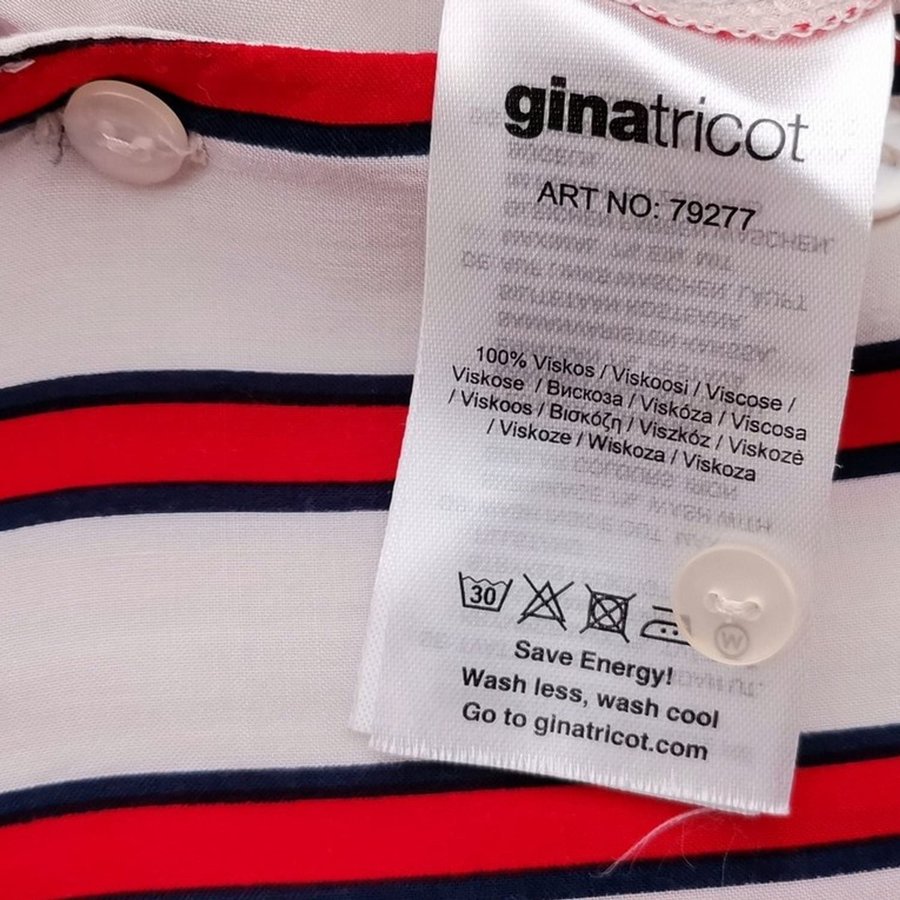 ginatricot
ART NO: 79277
100% Viskos / Viskoosi / Viscose /
Viskose / Вискоза / Viskóza / Viscosa
/ Viskoos / Βισκόζη / Viszkóz / Viskozė
/ Viskoze / Wiskoza / Viskoza
30
W
Save Energy!
Wash less, wash cool
Go to ginatricot.com